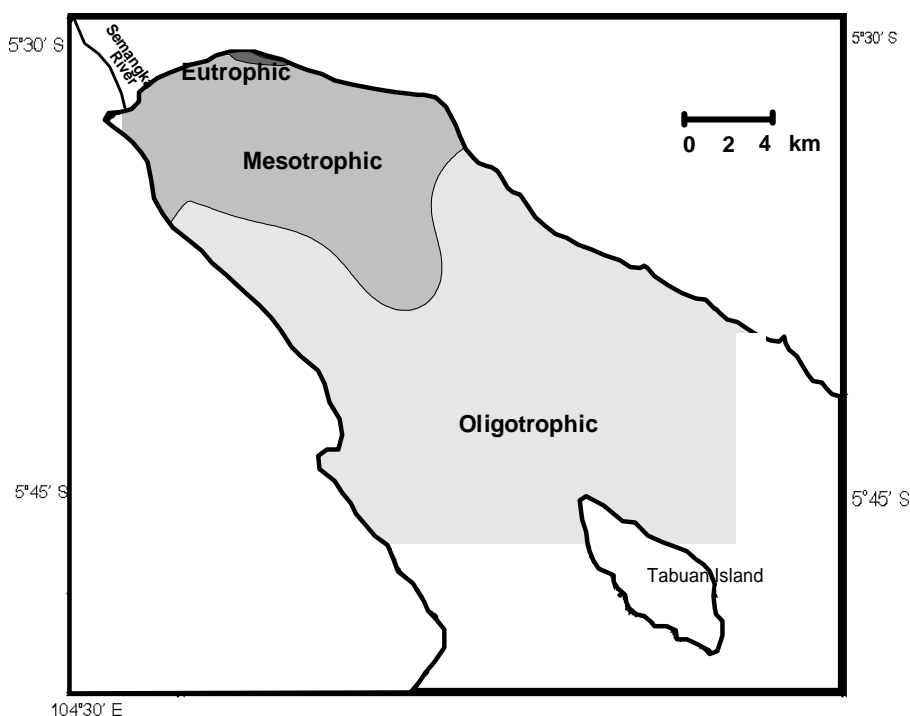 5°30' S
5°30' S
Semangka
River
Eutrophic
Mesotrophic
0 2 4 km
Oligotrophic
5°45' S
5°45' S
Tabuan Island
104°30' E